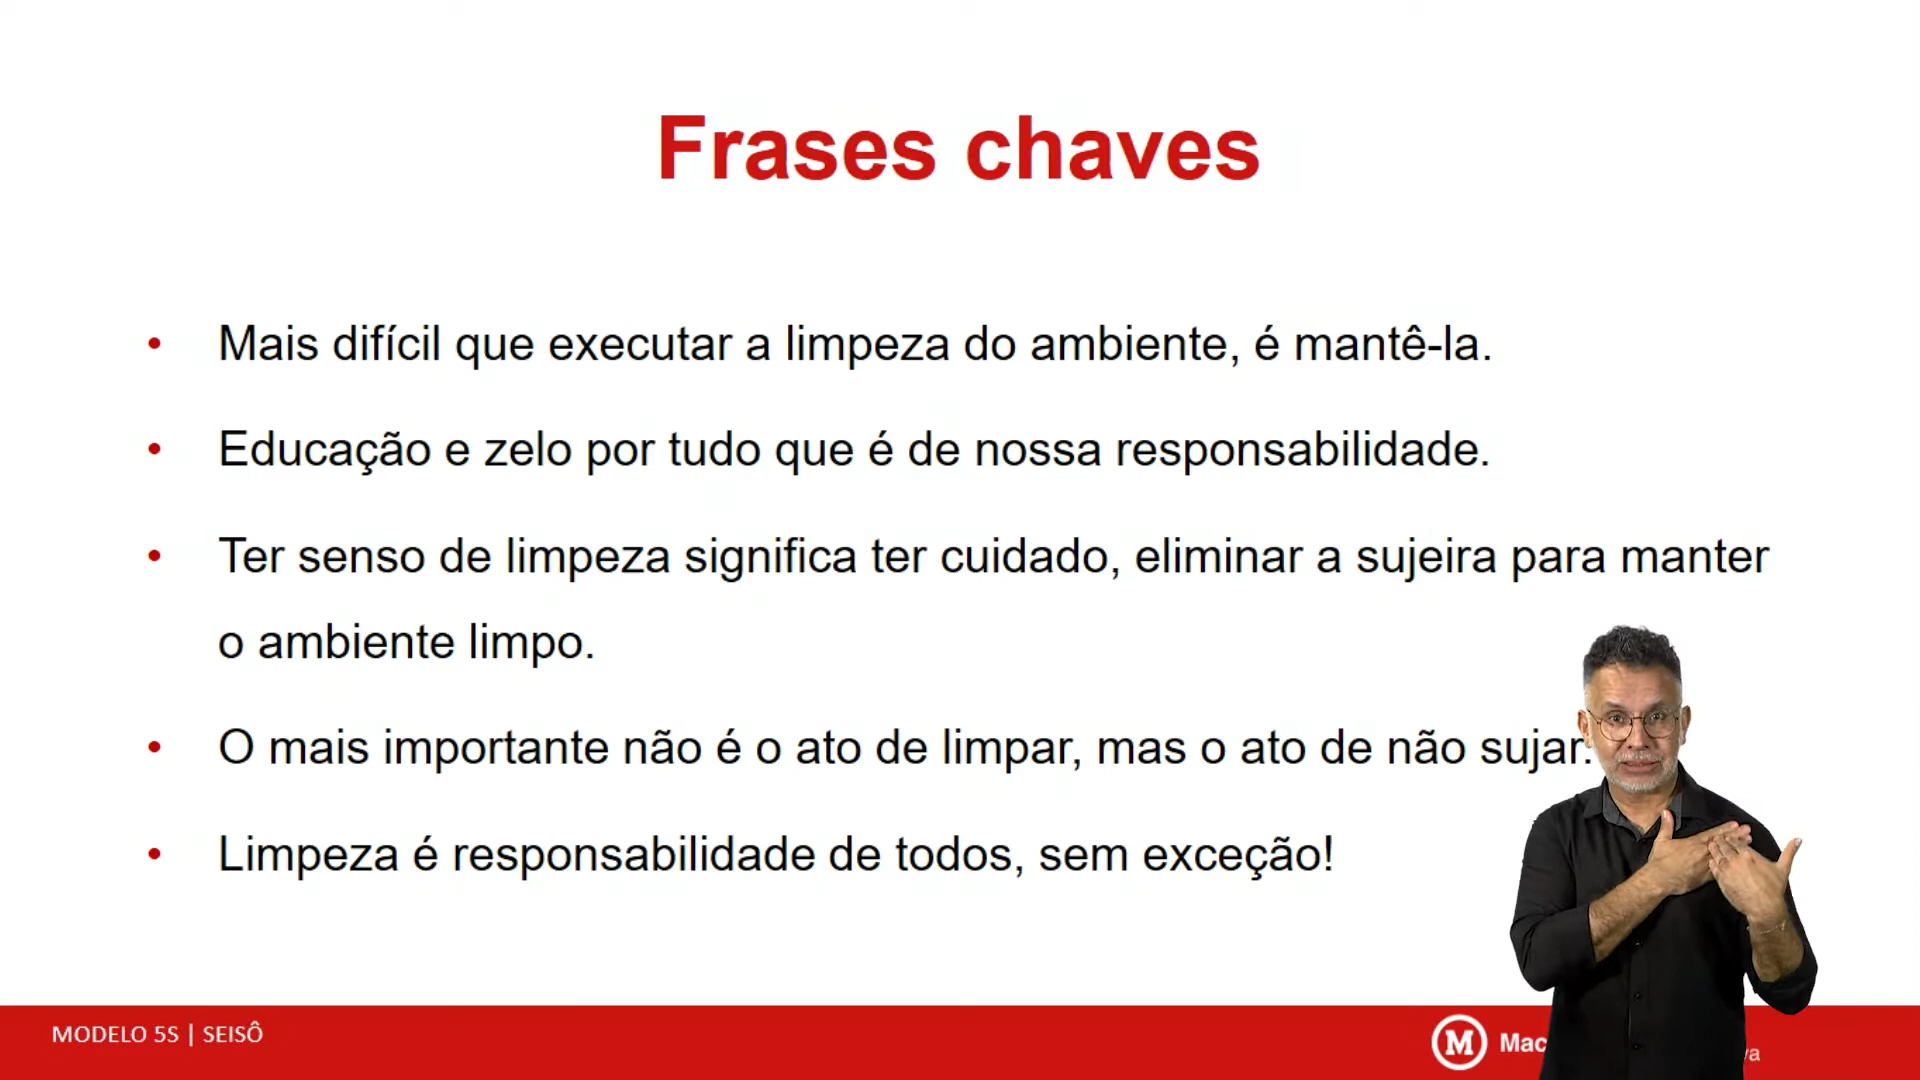 Frases chaves
• Mais difícil que executar a limpeza do ambiente, é mantê-la.
• Educação e zelo por tudo que é de nossa responsabilidade.
• Ter senso de limpeza significa ter cuidado, eliminar a sujeira para manter
o ambiente limpo.
• O mais importante não é o ato de limpar, mas o ato de não sujar.
• Limpeza é responsabilidade de todos, sem exceção!
MODELO 5S | SEISÔ
M